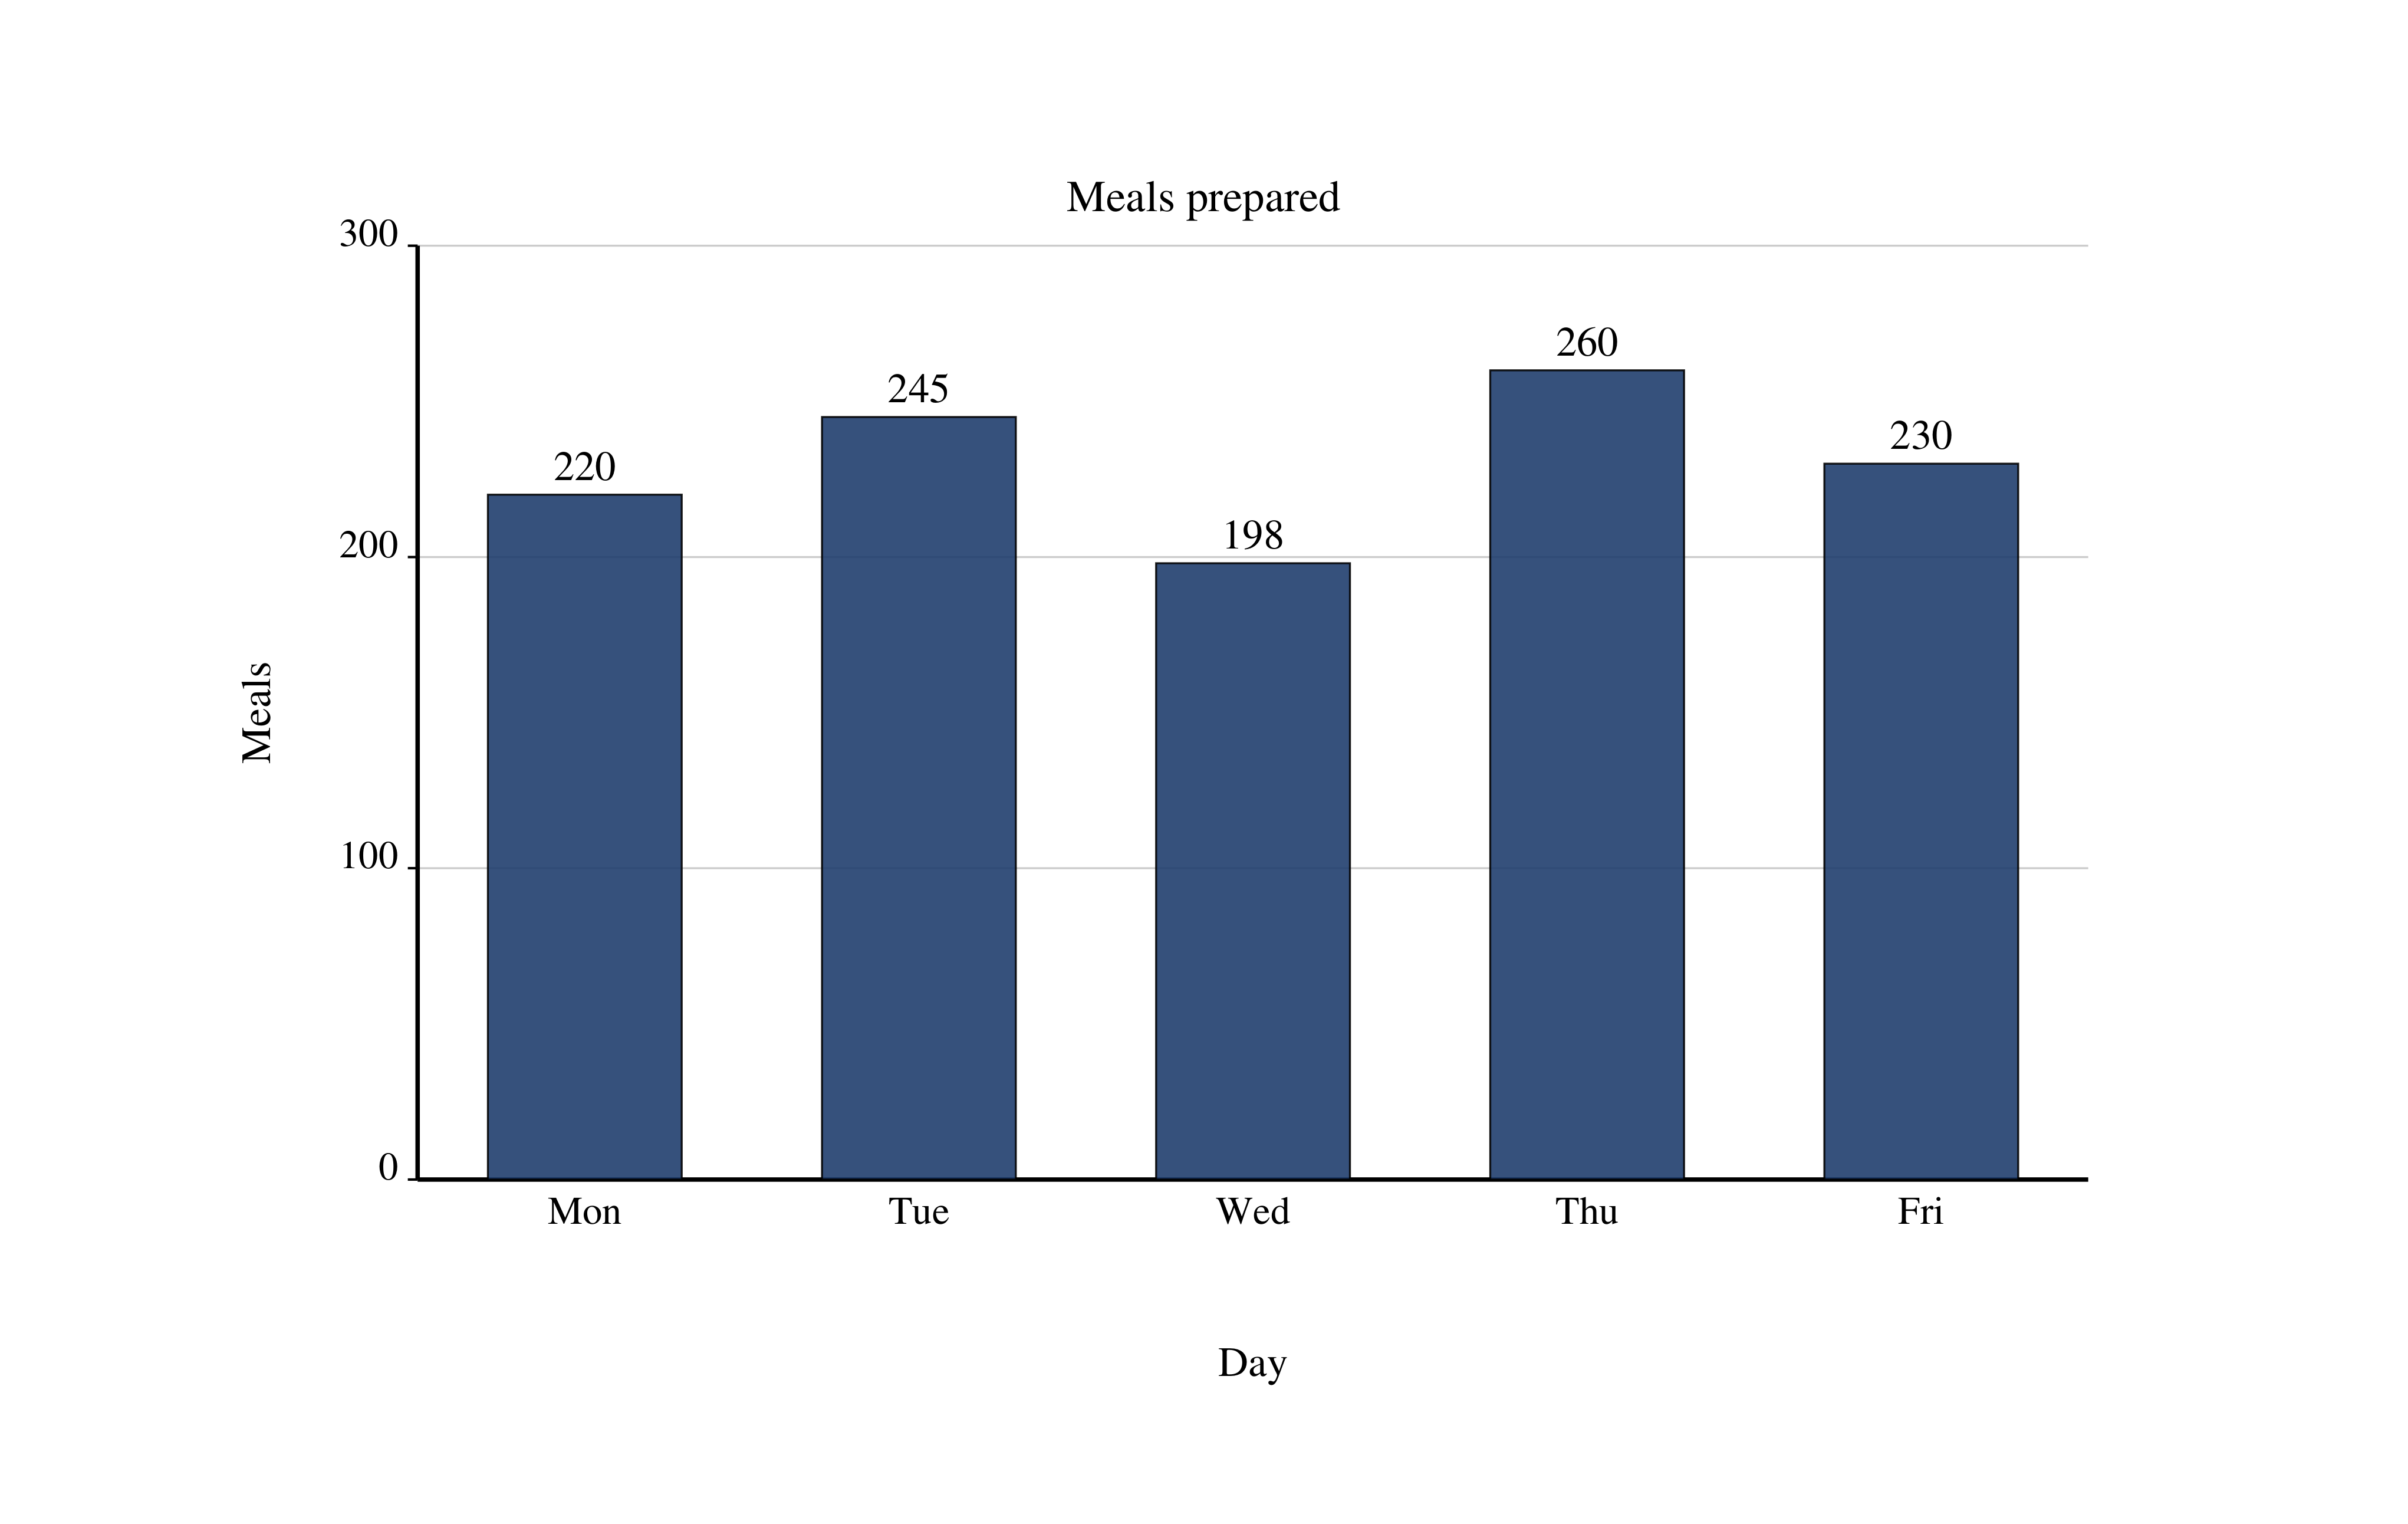 Meals prepared
300
200
100
0
Meals
220
245
198
260
230
Mon
Tue
Wed
Thu
Fri
Day